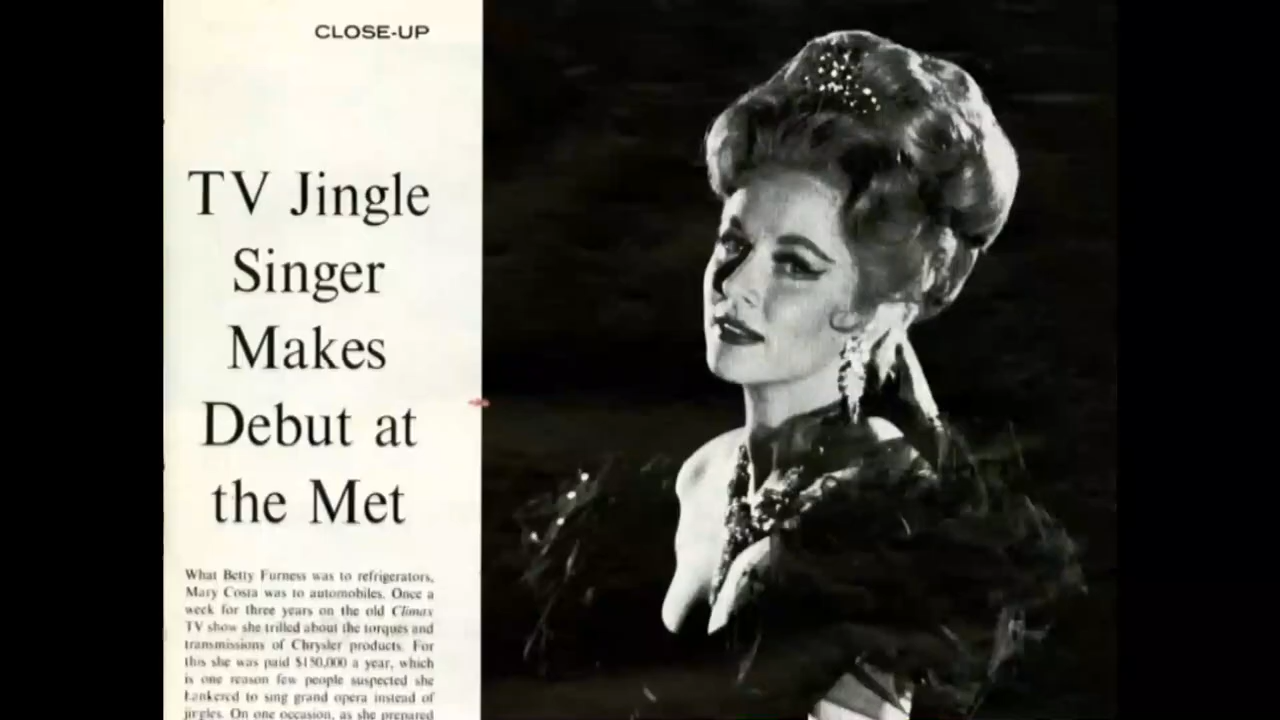 CLOSE-UP
TV Jingle
Singer
Makes
Debut at
the Met
What Betty Furness was to refrigerators,
Mary Costa was to automobiles. Once a
week for three years on the old Climax
TV show she trilled about the torques and
transmissions of Chrysler products. For
this she was paid $150,000 a year, which
is one reason few people suspected she
hankered to sing grand opera instead of
jingles. On one occasion, as she prepared